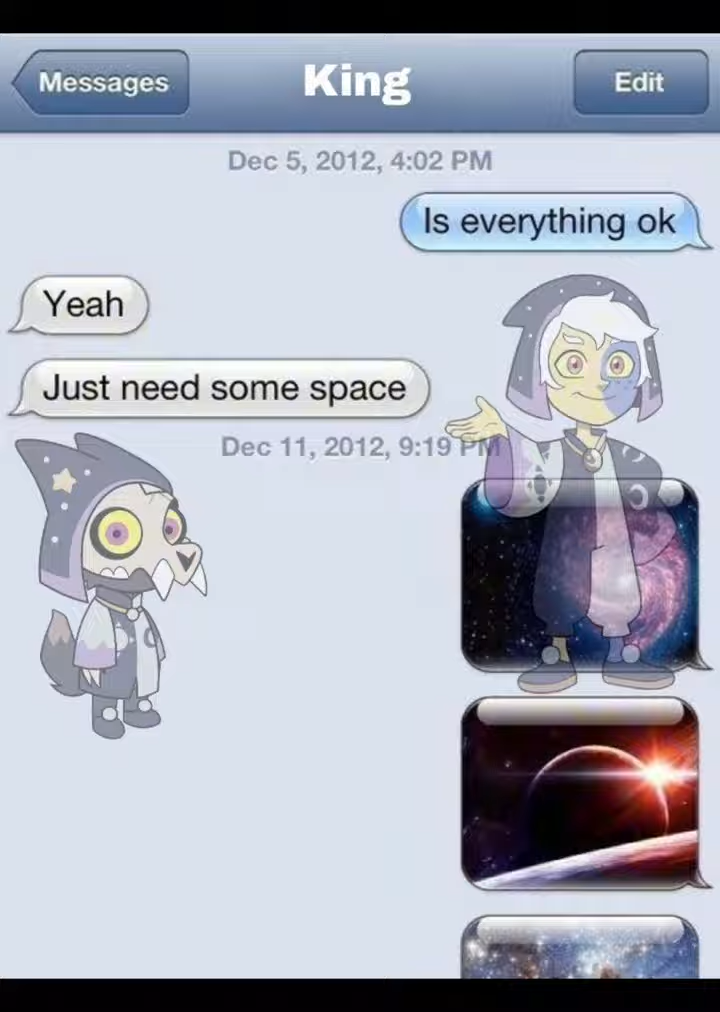 Messages
King
Edit
Dec 5, 2012, 4:02 PM
Is everything ok
Yeah
Just need some space
Dec 11, 2012, 9:19 PM